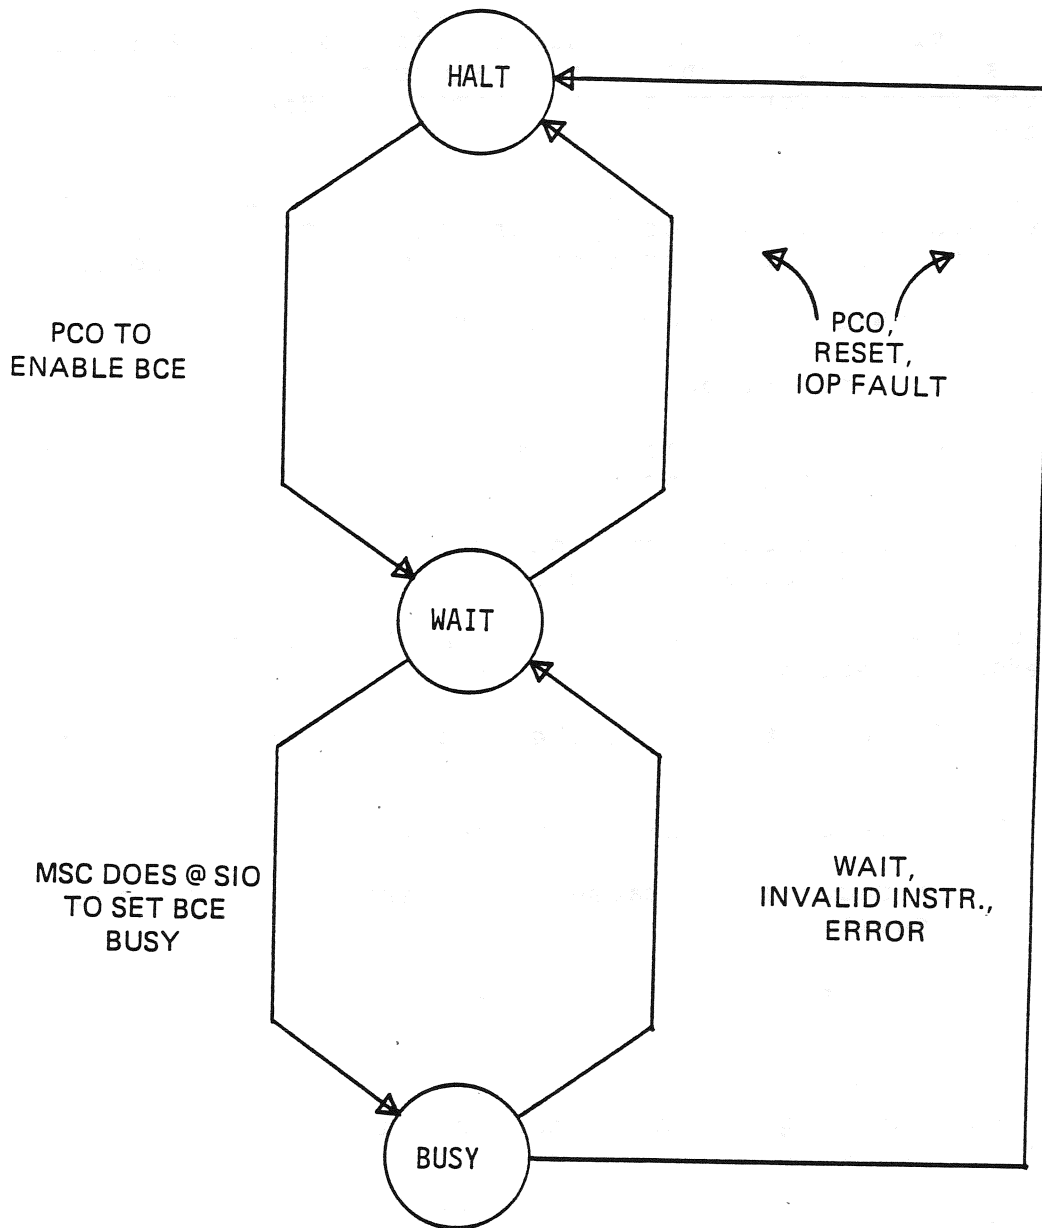 HALT
PCO TO
ENABLE BCE
PCO,
RESET,
IOP FAULT
WAIT
MSC DOES @ SIO
TO SET BCE
BUSY
WAIT,
INVALID INSTR.,
ERROR
BUSY